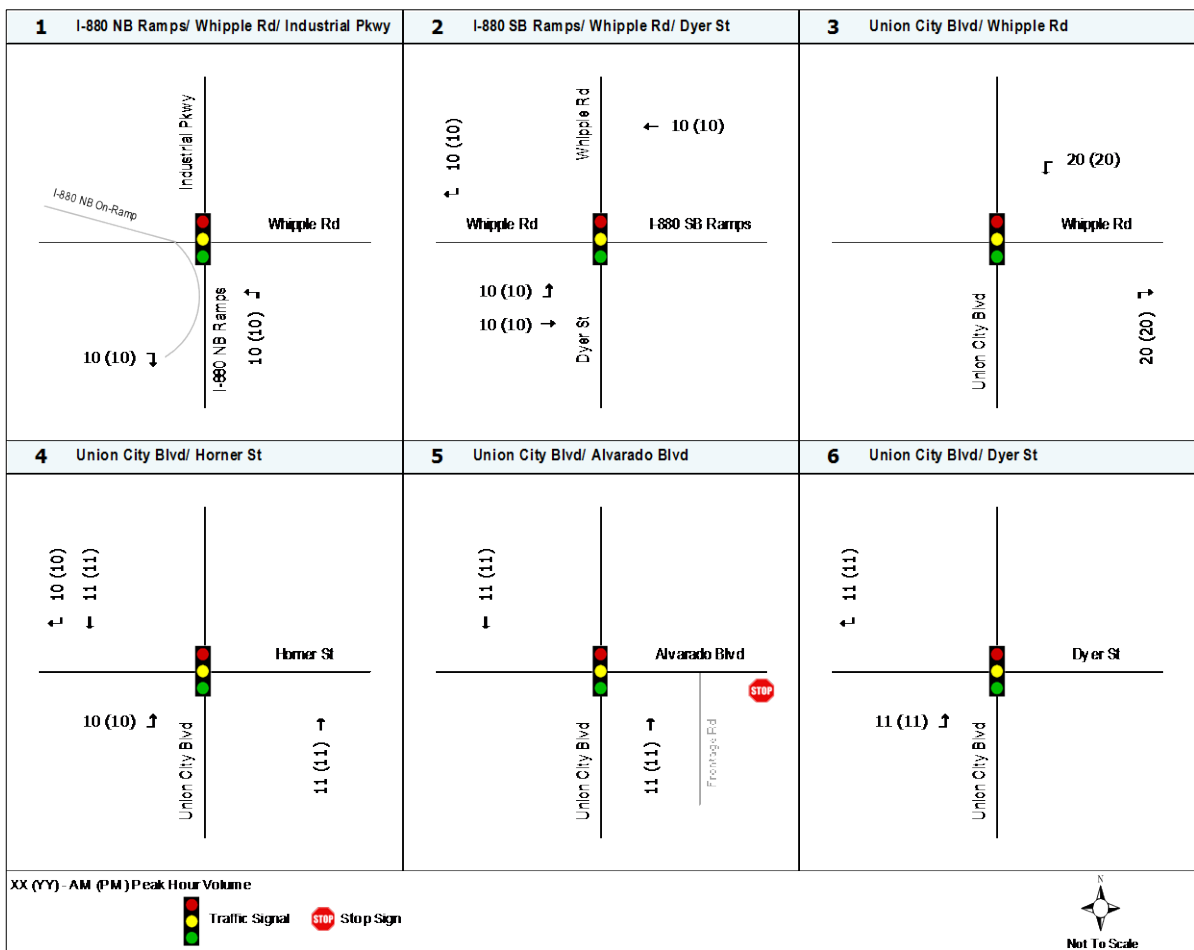 1 I-880 NB Ramps/ Whipple Rd/ Industrial Pkwy
Industrial Pkwy
I-880 NB On-Ramp
Whipple Rd
10 (10)
I-880 NB Ramps
10 (10)
2 I-880 SB Ramps/ Whipple Rd/ Dyer St
10 (10)
Whipple Rd
10 (10)
Whipple Rd
I-880 SB Ramps
10 (10)
10 (10)
Dyer St
3 Union City Blvd/ Whipple Rd
20 (20)
Whipple Rd
Union City Blvd
20 (20)
4 Union City Blvd/ Horner St
10 (10)
11 (11)
Horner St
10 (10)
Union City Blvd
11 (11)
5 Union City Blvd/ Alvarado Blvd
11 (11)
Alvarado Blvd
STOP
Union City Blvd
11 (11)
Frontage Rd
6 Union City Blvd/ Dyer St
11 (11)
Dyer St
11 (11)
Union City Blvd
XX (YY) - AM (PM) Peak Hour Volume
Traffic Signal
STOP Stop Sign
N
Not To Scale